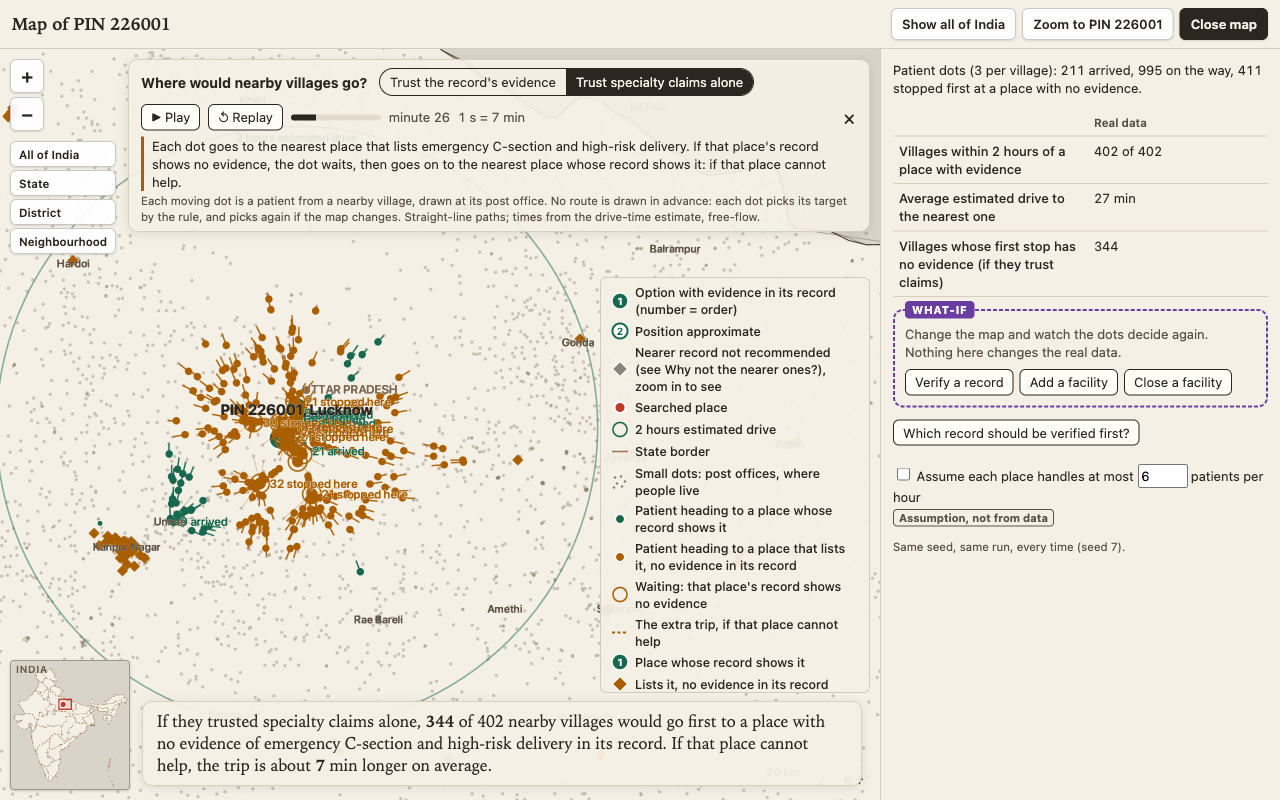 Map of PIN 226001
Show all of India
Zoom to PIN 226001
Close map
+
−
All of India
State
District
Neighbourhood
Where would nearby villages go?
Trust the record's evidence
Trust specialty claims alone
Play
Replay
minute 26
1 s = 7 min
×
Each dot goes to the nearest place that lists emergency C-section and high-risk delivery. If that place's record
shows no evidence, the dot waits, then goes on to the nearest place whose record shows it: if that place cannot
help.
Each moving dot is a patient from a nearby village, drawn at its post office. No route is drawn in advance: each dot picks its target
by the rule, and picks again if the map changes. Straight-line paths; times from the drive-time estimate, free-flow.
NEPAL
Hardoi
Balrampur
Gonda
UTTAR PRADESH
21 stopped here
PIN 226001, Lucknow
stopped here
21 arrived
32 stopped here
21 stopped here
arrived
Kanpur Nagar
Amethi
Rae Bareli
Option with evidence in its record
(number = order)
Position approximate
Nearer record not recommended
(see Why not the nearer ones?),
zoom in to see
Searched place
2 hours estimated drive
State border
Small dots: post offices, where
people live
Patient heading to a place whose
record shows it
Patient heading to a place that lists
it, no evidence in its record
Waiting: that place's record shows
no evidence
The extra trip, if that place cannot
help
Place whose record shows it
Lists it, no evidence in its record
INDIA
If they trusted specialty claims alone, 344 of 402 nearby villages would go first to a place with
no evidence of emergency C-section and high-risk delivery in its record. If that place cannot
help, the trip is about 7 min longer on average.
20 km
Patient dots (3 per village): 211 arrived, 995 on the way, 411
stopped first at a place with no evidence.
Real data
Villages within 2 hours of a
place with evidence
402 of 402
Average estimated drive to
the nearest one
27 min
Villages whose first stop has
no evidence (if they trust
claims)
344
WHAT-IF
Change the map and watch the dots decide again.
Nothing here changes the real data.
Verify a record
Add a facility
Close a facility
Which record should be verified first?
Assume each place handles at most 6 patients per
hour
Assumption, not from data
Same seed, same run, every time (seed 7).